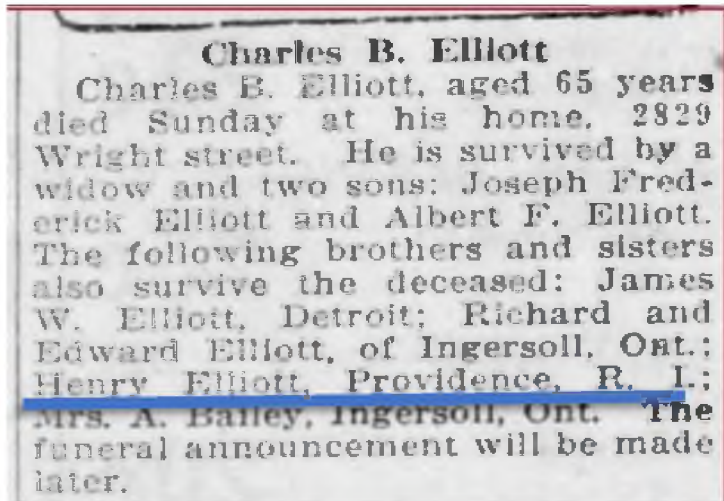 Charles B. Elliott
Charles B. Elliott, aged 65 years
died Sunday at his home, 2829
Wright street. He is survived by a
widow and two sons: Joseph Fred-
erick Elliott and Albert F. Elliott.
The following brothers and sisters
also survive the deceased: James
W. Elliott, Detroit; Richard and
Edward Elliott, of Ingersoll, Ont.;
Henry Elliott, Providence, R. I.;
Mrs. A. Bailey, Ingersoll, Ont. The
funeral announcement will be made
later.